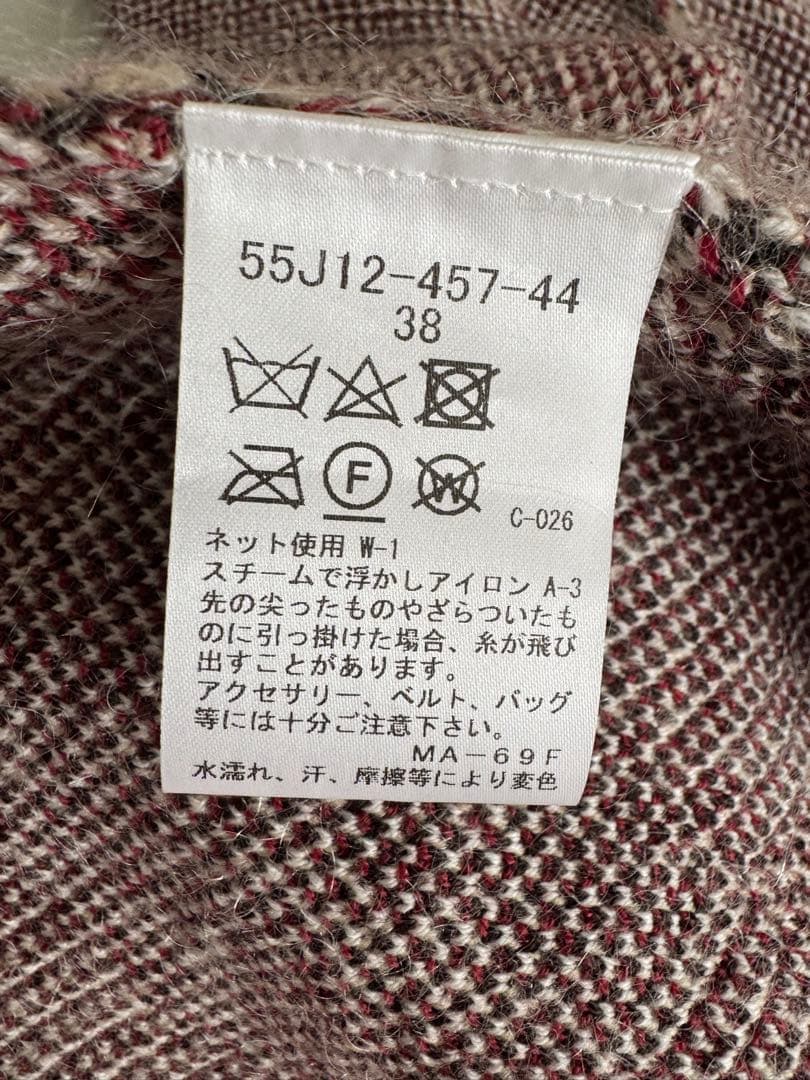 55J12-457-44
38
F W
C-026
ネット使用 W-1
スチームで浮かしアイロン A-3
先の尖ったものやざらついたも
のに引っ掛けた場合、糸が飛び
出すことがあります。
アクセサリー、ベルト、バッグ
等には十分ご注意下さい。
MA-69F
水濡れ、汗、摩擦等により変色